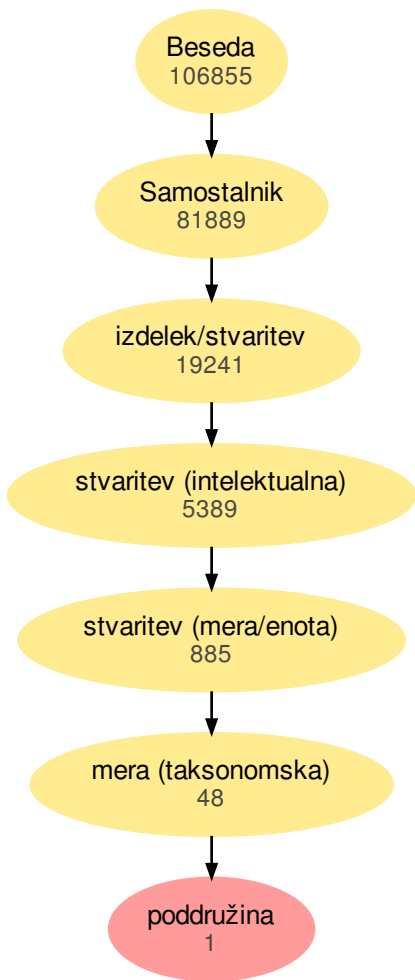 Beseda
106855
Samostalnik
81889
izdelek/stvaritev
19241
stvaritev (intelektualna)
5389
stvaritev (mera/enota)
885
mera (taksonomska)
48
poddružina
1